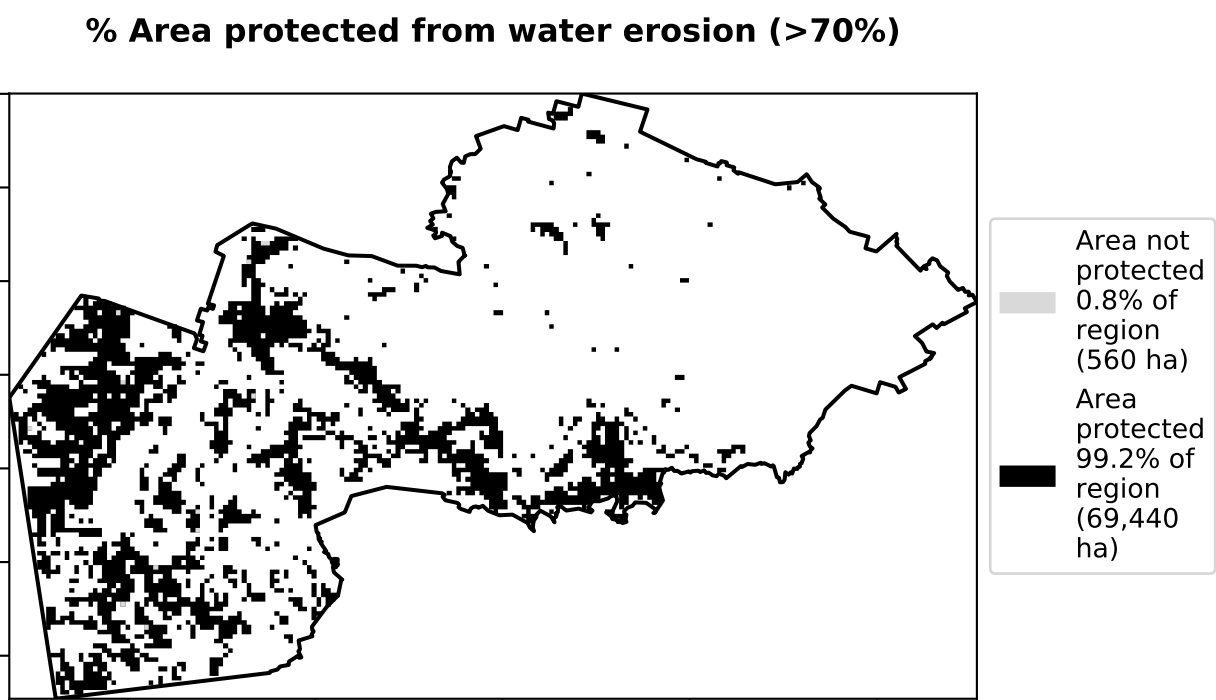 % Area protected from water erosion (>70%)
Area not
protected
0.8% of
region
(560 ha)
Area
protected
99.2% of
region
(69,440
ha)